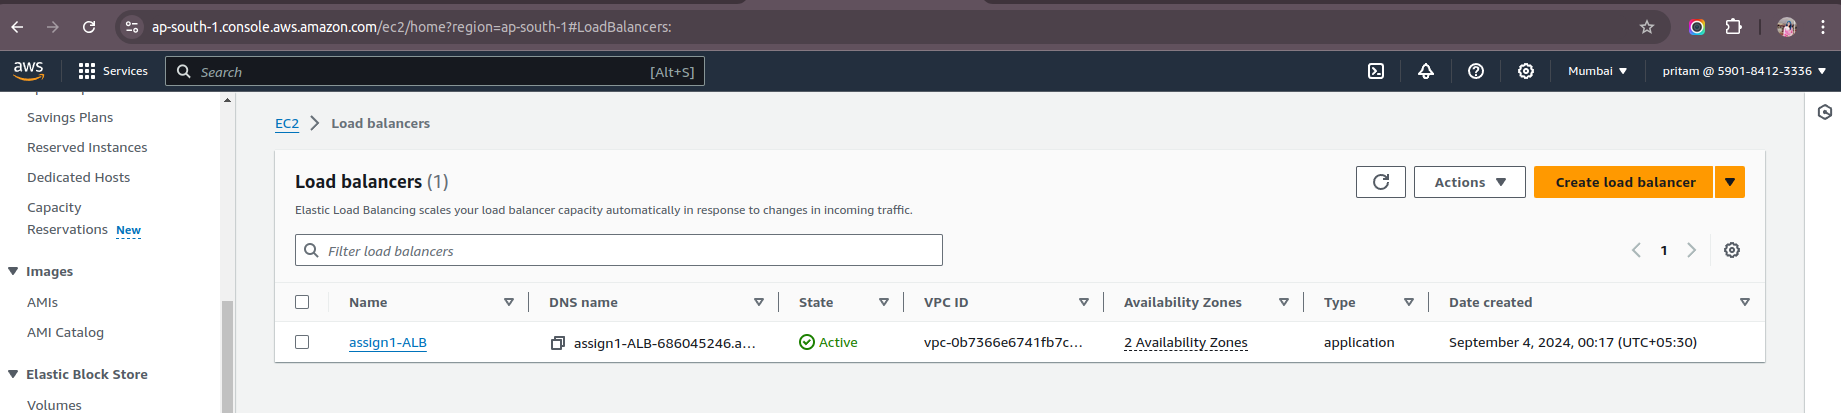 ap-south-1.console.aws.amazon.com/ec2/home?region=ap-south-1#LoadBalancers:
aws Services Search [Alt+S] Mumbai pritam @ 5901-8412-3336
Savings Plans
Reserved Instances
Dedicated Hosts
Capacity
Reservations New
Images
AMIs
AMI Catalog
Elastic Block Store
Volumes
EC2 Load balancers
Load balancers (1) Actions Create load balancer
Elastic Load Balancing scales your load balancer capacity automatically in response to changes in incoming traffic.
Filter load balancers 1
Name DNS name State VPC ID Availability Zones Type Date created
assign1-ALB assign1-ALB-686045246.a... Active vpc-0b7366e6741fb7c... 2 Availability Zones application September 4, 2024, 00:17 (UTC+05:30)